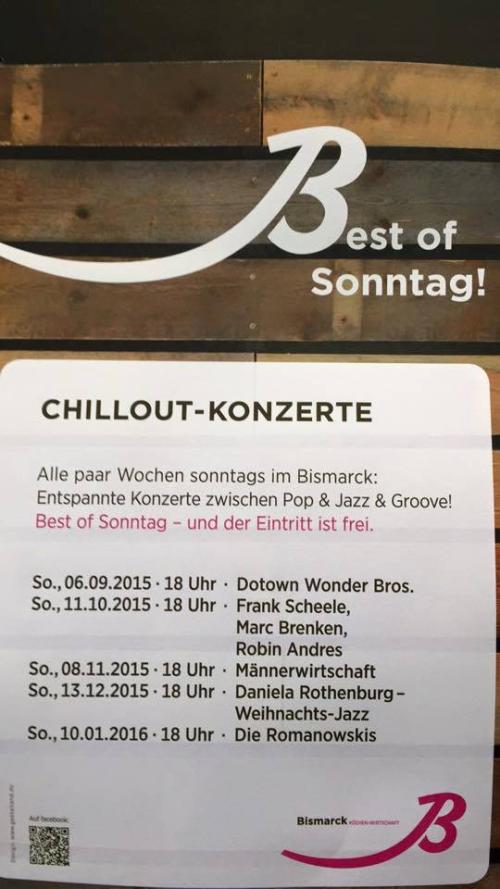 Best of
Sonntag!
CHILLOUT-KONZERTE
Alle paar Wochen sonntags im Bismarck:
Entspannte Konzerte zwischen Pop & Jazz & Groove!
Best of Sonntag – und der Eintritt ist frei.
So., 06.09.2015 · 18 Uhr · Dotown Wonder Bros.
So., 11.10.2015 · 18 Uhr · Frank Scheele,
Marc Brenken,
Robin Andres
So., 08.11.2015 · 18 Uhr · Männerwirtschaft
So., 13.12.2015 · 18 Uhr · Daniela Rothenburg –
Weihnachts-Jazz
So., 10.01.2016 · 18 Uhr · Die Romanowskis
Auf facebook:
Bismarck KÜCHEN-WIRTSCHAFT
B